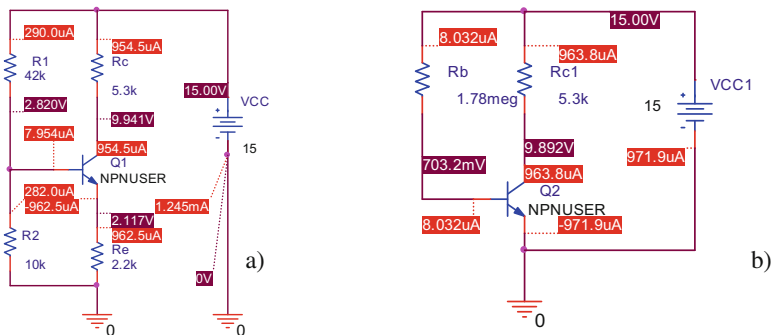 290.0uA
954.5uA
R1
42k
Rc
5.3k
15.00V
VCC
2.820V
9.941V
7.954uA
954.5uA
15
Q1
NPNUSER
282.0uA
-962.5uA
1.245mA
2.117V
R2
962.5uA
Re
10k
2.2k
a)
0V
0
0
15.00V
8.032uA
963.8uA
Rb
Rc1
VCC1
1.78meg
5.3k
15
703.2mV
9.892V
971.9uA
963.8uA
Q2
NPNUSER
8.032uA
-971.9uA
b)
0